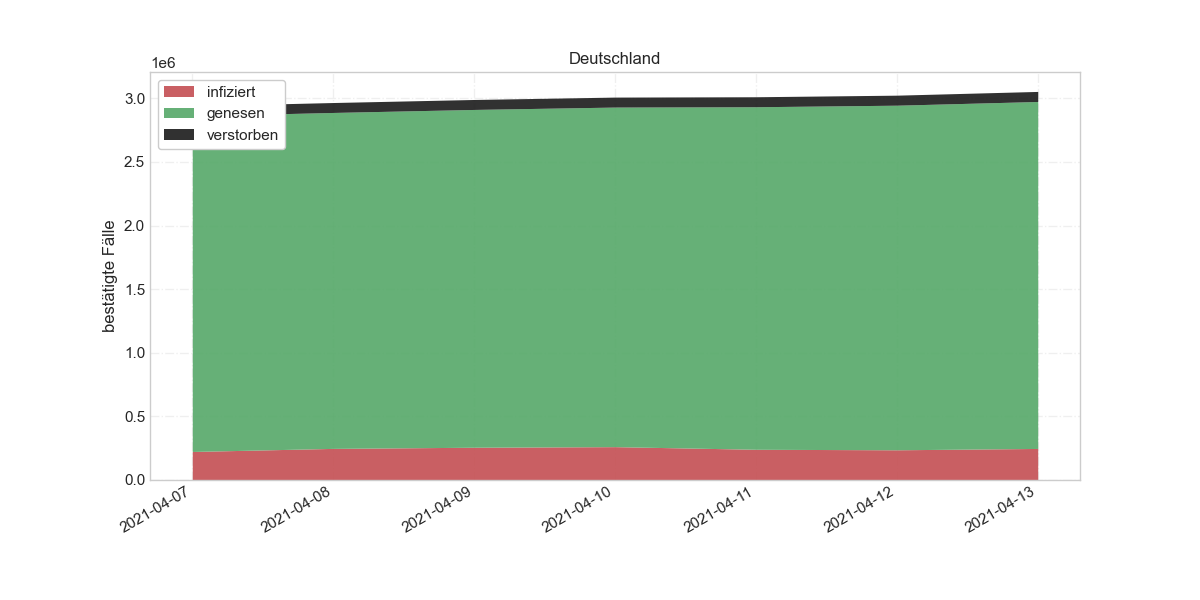 Deutschland
1e6
infiziert
genesen
verstorben
bestätigte Fälle
3.0
2.5
2.0
1.5
1.0
0.5
0.0
2021-04-07
2021-04-08
2021-04-09
2021-04-10
2021-04-11
2021-04-12
2021-04-13